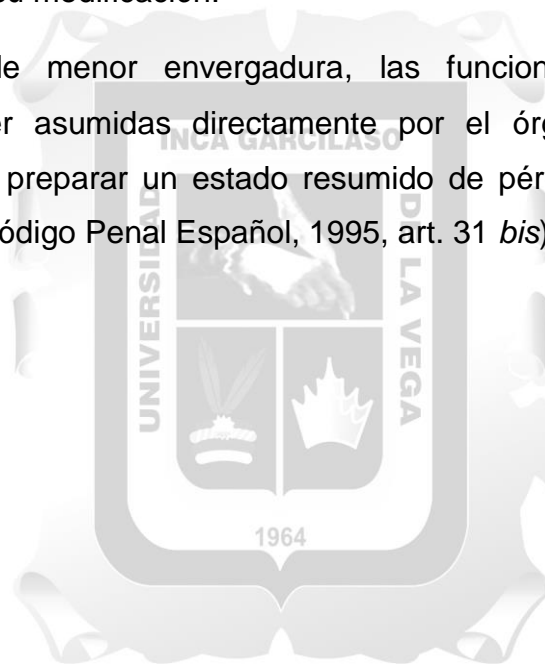 modificación.
de menor envergadura, las funcion
er asumidas directamente por el órg
preparar un estado resumido de pér
ódigo Penal Español, 1995, art. 31 bis)
INCA GARCILASO
UNIVERSIDAD
DE LA VEGA
1964